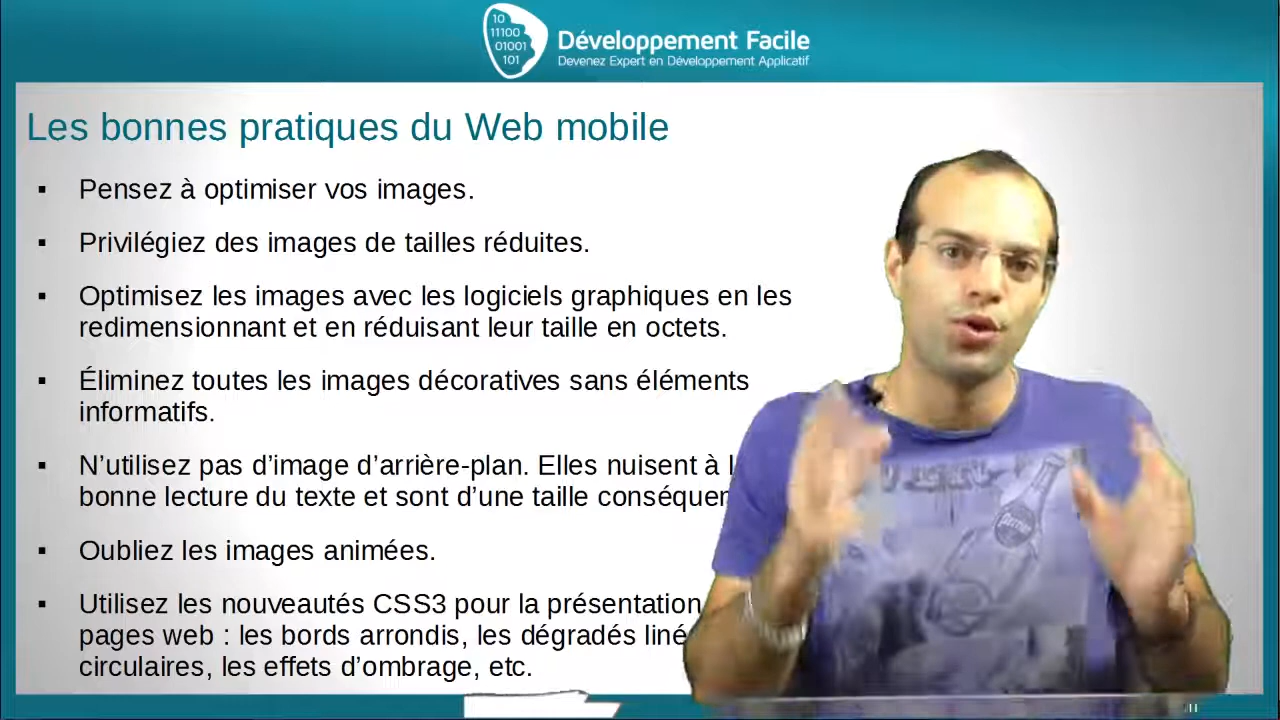 10
11100
01001
101
Développement Facile
Devenez Expert en Développement Applicatif
Les bonnes pratiques du Web mobile
▪ Pensez à optimiser vos images.
▪ Privilégiez des images de tailles réduites.
▪ Optimisez les images avec les logiciels graphiques en les
redimensionnant et en réduisant leur taille en octets.
▪ Éliminez toutes les images décoratives sans éléments
informatifs.
▪ N’utilisez pas d’image d’arrière-plan. Elles nuisent à
bonne lecture du texte et sont d’une taille
▪ Oubliez les images animées.
▪ Utilisez les nouveautés CSS3 pour la présentation
pages web : les bords arrondis, les dégradés
circulaires, les effets d’ombrage, etc.